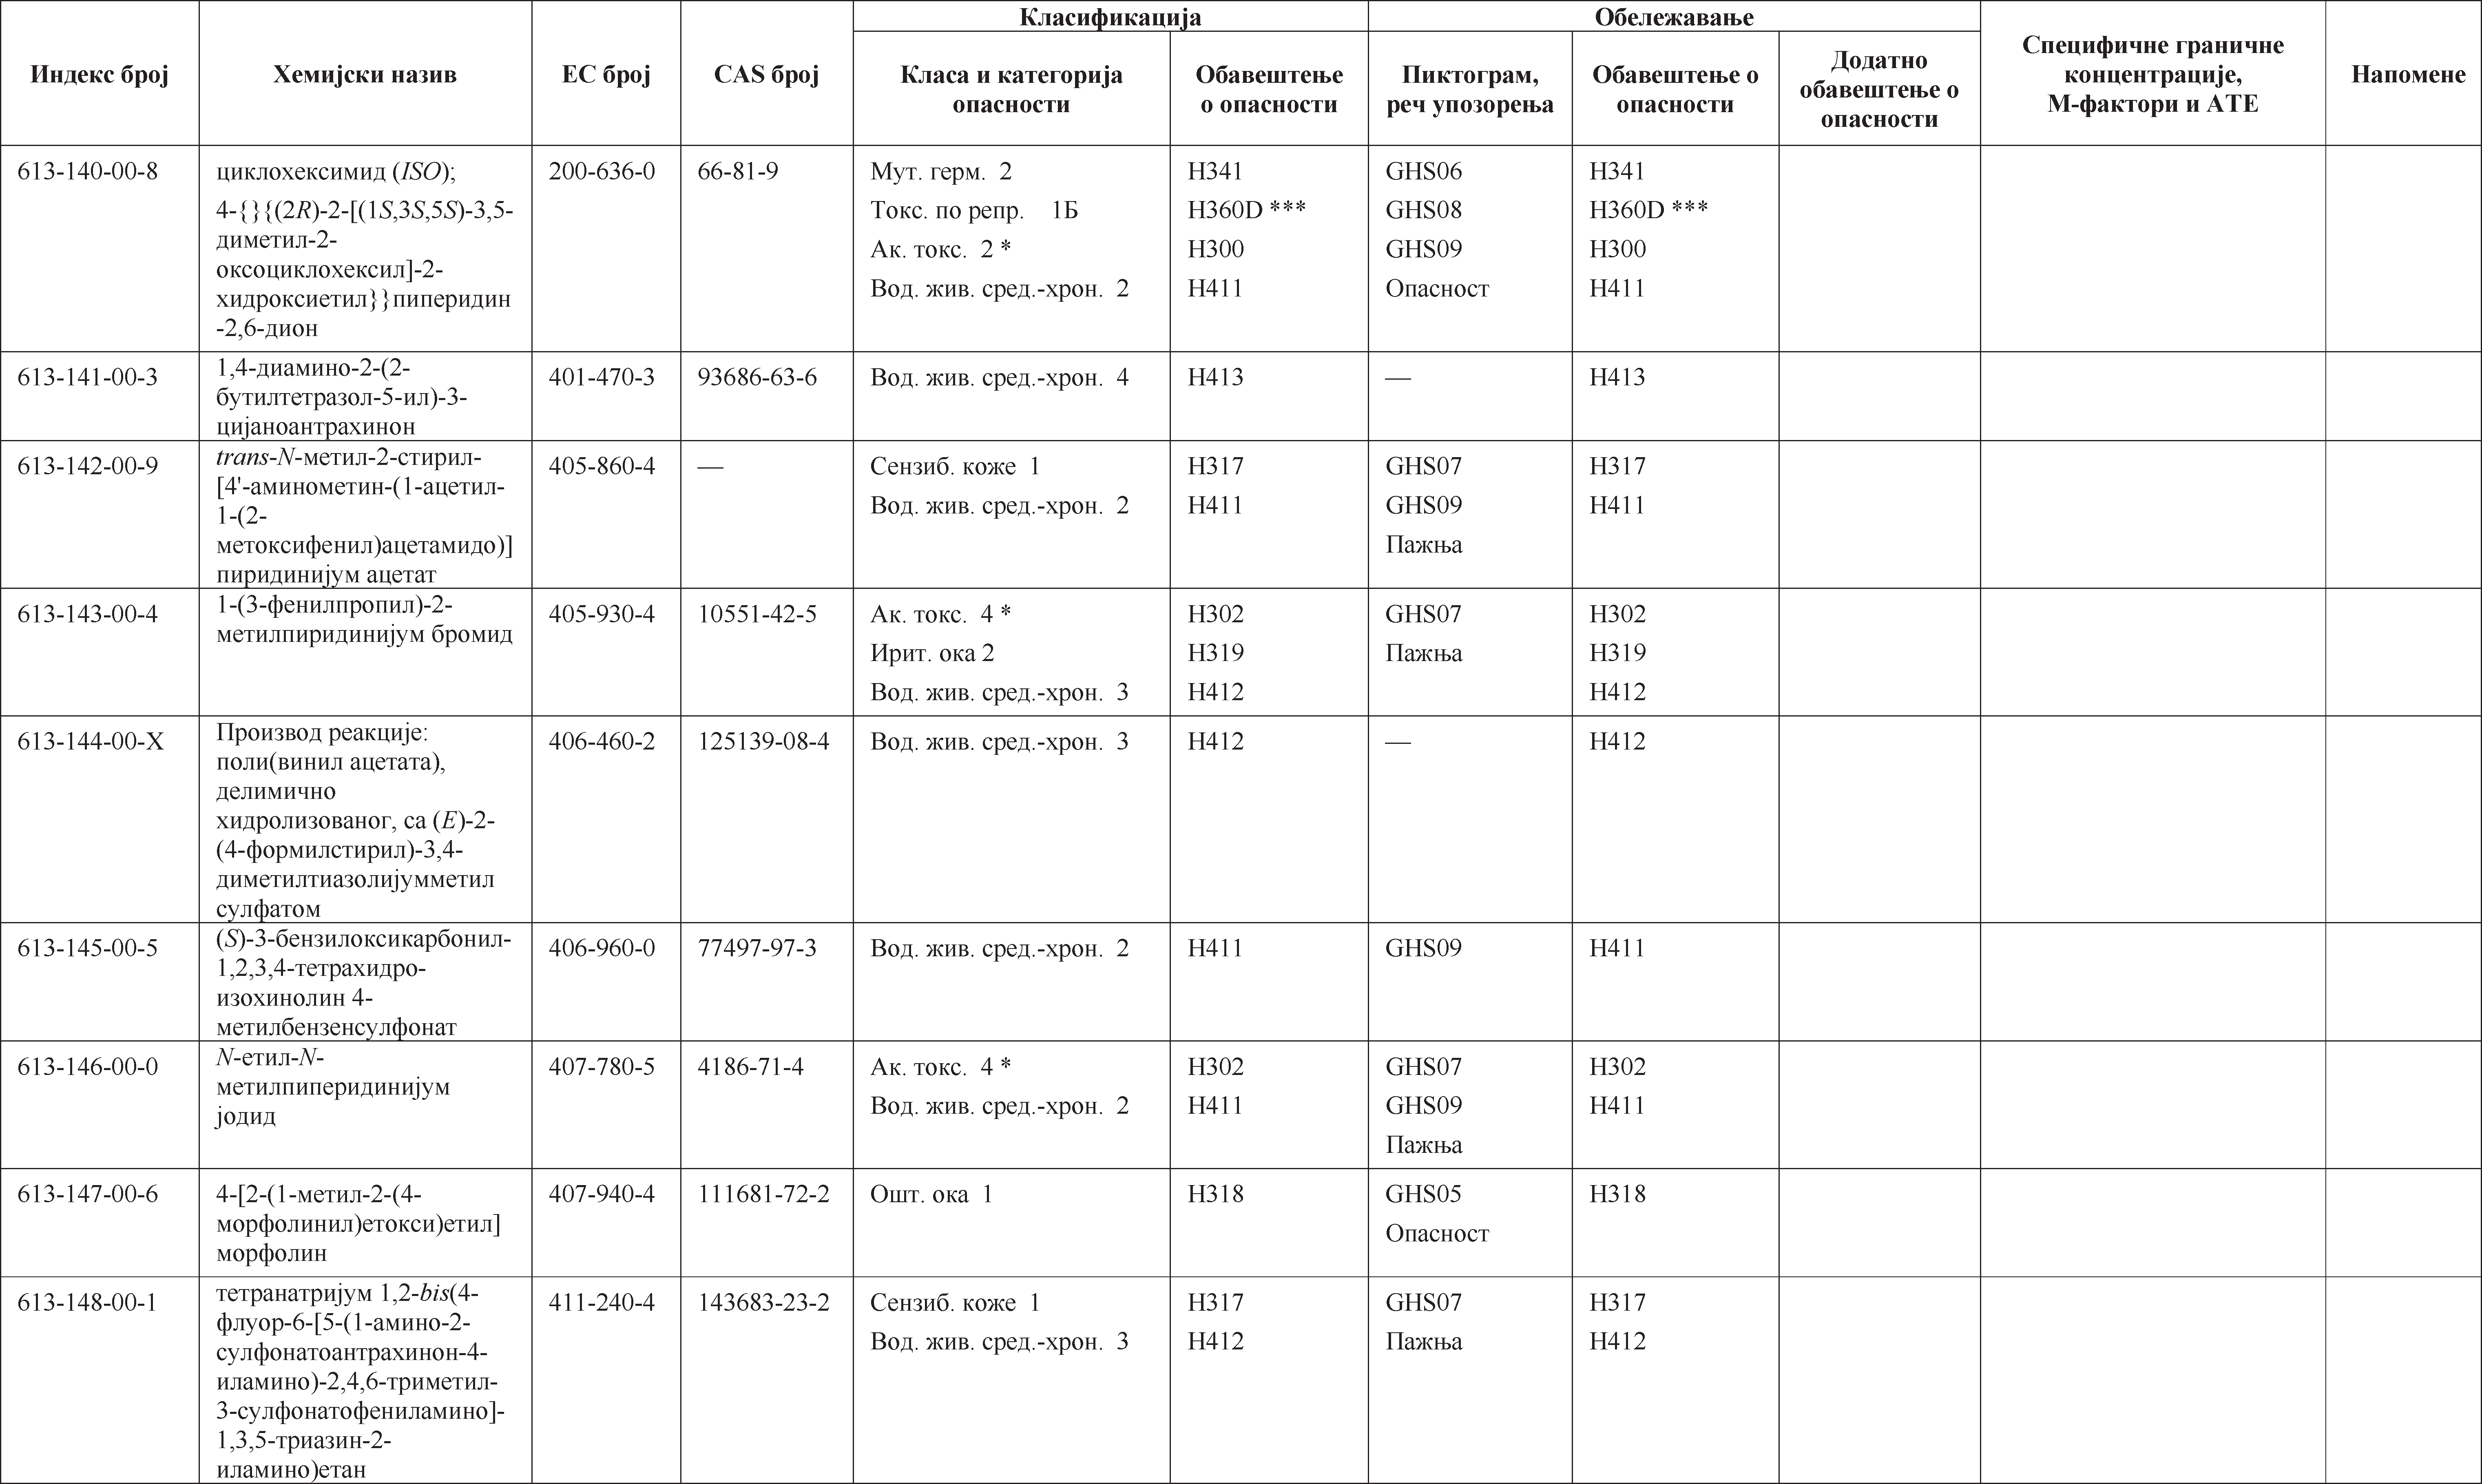 Класификација
Обележавање
Индекс број
Хемијски назив
ЕС број
CAS број
Класа и категорија
опасности
Обавештење
о опасности
Пиктограм,
реч упозорења
Обавештење о
опасности
Додатно
обавештење о
опасности
Специфичне граничне
концентрације,
М-фактори и АТЕ
Напомене
613-140-00-8
циклохексимид (ISO);
4-{}{(2R)-2-[(1S,3S,5S)-3,5-
диметил-2-
оксоциклохексил]-2-
хидроксиетил}}пиперидин
-2,6-дион
200-636-0
66-81-9
Мут. герм. 2
Токс. по репр. 1Б
Ак. токс. 2 *
Вод. жив. сред.-хрон. 2
H341
H360D ***
H300
H411
GHS06
GHS08
GHS09
Опасност
H341
H360D ***
H300
H411
613-141-00-3
1,4-диамино-2-(2-
бутилтетразол-5-ил)-3-
цијаноантрахинон
401-470-3
93686-63-6
Вод. жив. сред.-хрон. 4
H413
—
H413
613-142-00-9
trans-N-метил-2-стирил-
[4'-аминометин-(1-ацетил-
1-(2-
метоксифенил)ацетамидо)]
пиридинијум ацетат
405-860-4
—
Сензиб. коже 1
Вод. жив. сред.-хрон. 2
H317
H411
GHS07
GHS09
Пажња
H317
H411
613-143-00-4
1-(3-фенилпропил)-2-
метилпиридинијум бромид
405-930-4
10551-42-5
Ак. токс. 4 *
Ирит. ока 2
Вод. жив. сред.-хрон. 3
H302
H319
H412
GHS07
Пажња
H302
H319
H412
613-144-00-X
Производ реакције:
поли(винил ацетата),
делимично
хидролизованог, са (E)-2-
(4-формилстирил)-3,4-
диметилтиазолијумметил
сулфатом
406-460-2
125139-08-4
Вод. жив. сред.-хрон. 3
H412
—
H412
613-145-00-5
(S)-3-бензилоксикарбонил-
1,2,3,4-тетрахидро-
изохинолин 4-
метилбензенсулфонат
406-960-0
77497-97-3
Вод. жив. сред.-хрон. 2
H411
GHS09
H411
613-146-00-0
N-етил-N-
метилпиперидинијум
јодид
407-780-5
4186-71-4
Ак. токс. 4 *
Вод. жив. сред.-хрон. 2
H302
H411
GHS07
GHS09
Пажња
H302
H411
613-147-00-6
4-[2-(1-метил-2-(4-
морфолинил)етокси)етил]
морфолин
407-940-4
111681-72-2
Ошт. ока 1
H318
GHS05
Опасност
H318
613-148-00-1
тетранатријум 1,2-bis(4-
флуор-6-[5-(1-амино-2-
сулфонатоантрахинон-4-
иламино)-2,4,6-триметил-
3-сулфонатофениламино]-
1,3,5-триазин-2-
иламино)етан
411-240-4
143683-23-2
Сензиб. коже 1
Вод. жив. сред.-хрон. 3
H317
H412
GHS07
Пажња
H317
H412